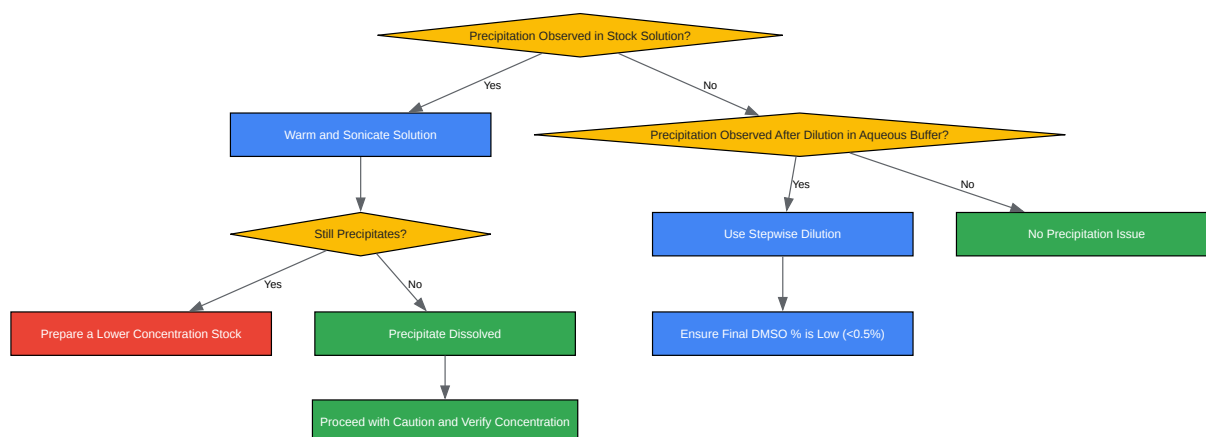 Precipitation Observed in Stock Solution?
Yes
No
Warm and Sonicate Solution
Precipitation Observed After Dilution in Aqueous Buffer?
Yes
No
Still Precipitates?
Use Stepwise Dilution
No Precipitation Issue
Yes
No
Prepare a Lower Concentration Stock
Precipitate Dissolved
Ensure Final DMSO % is Low (<0.5%)
Proceed with Caution and Verify Concentration